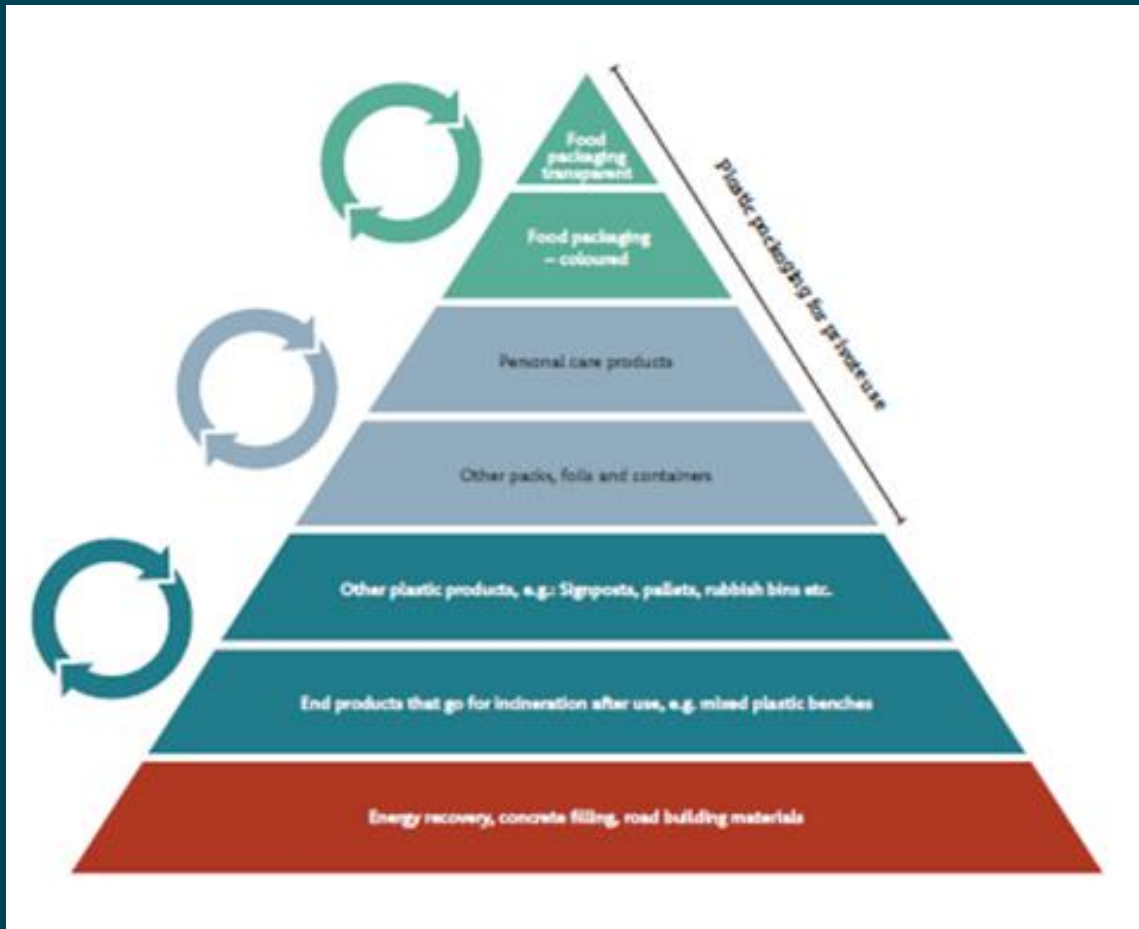 Food
packaging
transparent
Plastic packaging for private use
Food packaging
– coloured
Personal care products
Other packs, foils and containers
Other plastic products, e.g.: Signposts, pallets, rubbish bins etc.
End products that go for incineration after use, e.g. mixed plastic benches
Energy recovery, concrete filling, road building materials